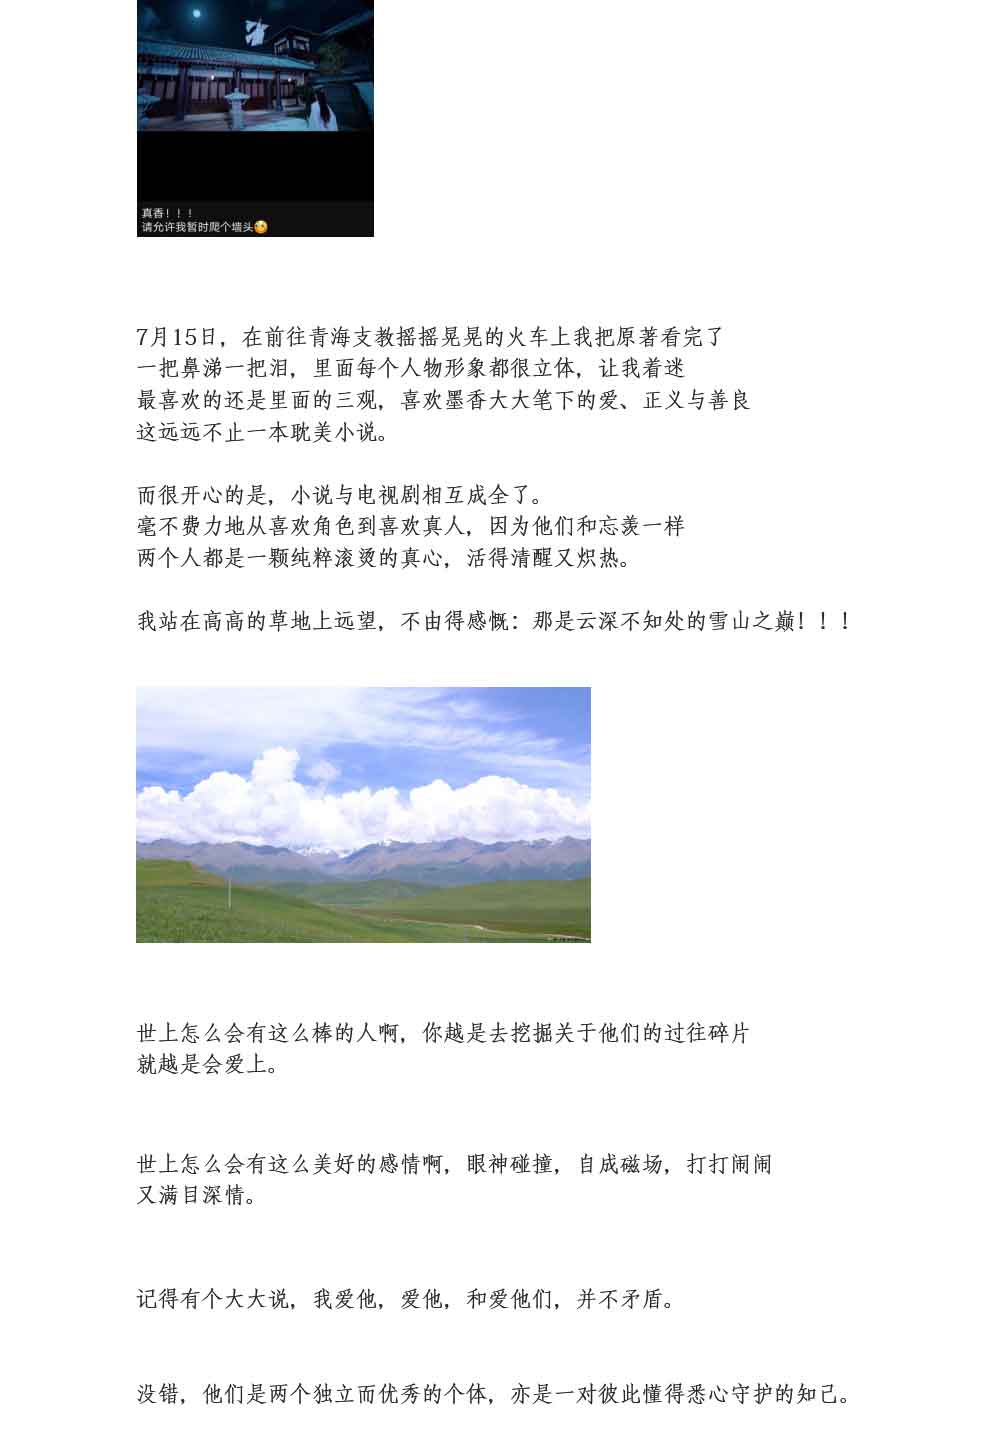 真香！！！
请允许我暂时爬个墙头
7月15日，在前往青海支教摇摇晃晃的火车上我把原著看完了
一把鼻涕一把泪，里面每个人物形象都很立体，让我着迷
最喜欢的还是里面的三观，喜欢墨香大大笔下的爱、正义与善良
这远远不止一本耽美小说。
而很开心的是，小说与电视剧相互成全了。
毫不费力地从喜欢角色到喜欢真人，因为他们和忘羡一样
两个人都是一颗纯粹滚烫的真心，活得清醒又炽热。
我站在高高的草地上远望，不由得感慨：那是云深不知处的雪山之巅！！！
世上怎么会有这么棒的人啊，你越是去挖掘关于他们的过往碎片
就越是会爱上。
世上怎么会有这么美好的感情啊，眼神碰撞，自成磁场，打打闹闹
又满目深情。
记得有个大大说，我爱他，爱他，和爱他们，并不矛盾。
没错，他们是两个独立而优秀的个体，亦是一对彼此懂得悉心守护的知己。